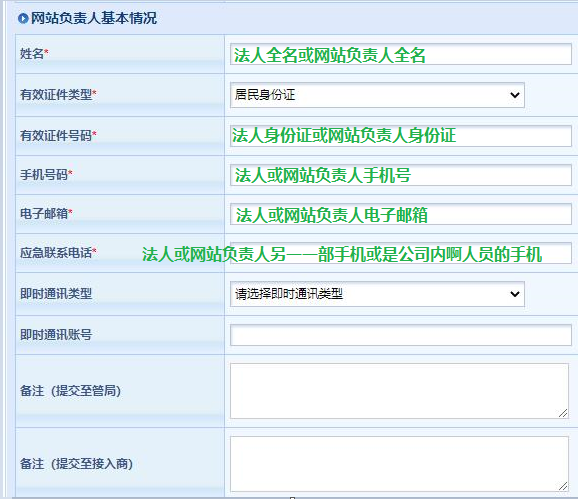 网站负责人基本情况
姓名* 法人全名或网站负责人全名
有效证件类型* 居民身份证
有效证件号码* 法人身份证或网站负责人身份证
手机号码* 法人或网站负责人手机号
电子邮箱* 法人或网站负责人电子邮箱
应急联系电话* 法人或网站负责人另一一部手机或是公司内啊人员的手机
即时通讯类型 请选择即时通讯类型
即时通讯账号
备注（提交至管局）
备注（提交至接入商）